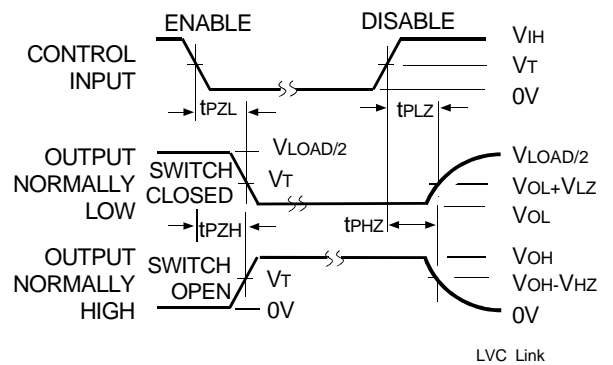 ENABLE
DISABLE
CONTROL
INPUT
VIH
VT
0V
tPZL
tPLZ
OUTPUT
NORMALLY
LOW
SWITCH
CLOSED
VLOAD/2
VT
VLOAD/2
VOL+VLZ
VOL
tPZH
tPHZ
OUTPUT
NORMALLY
HIGH
SWITCH
OPEN
VT
0V
VOH
VOH-VHZ
0V
LVC Link